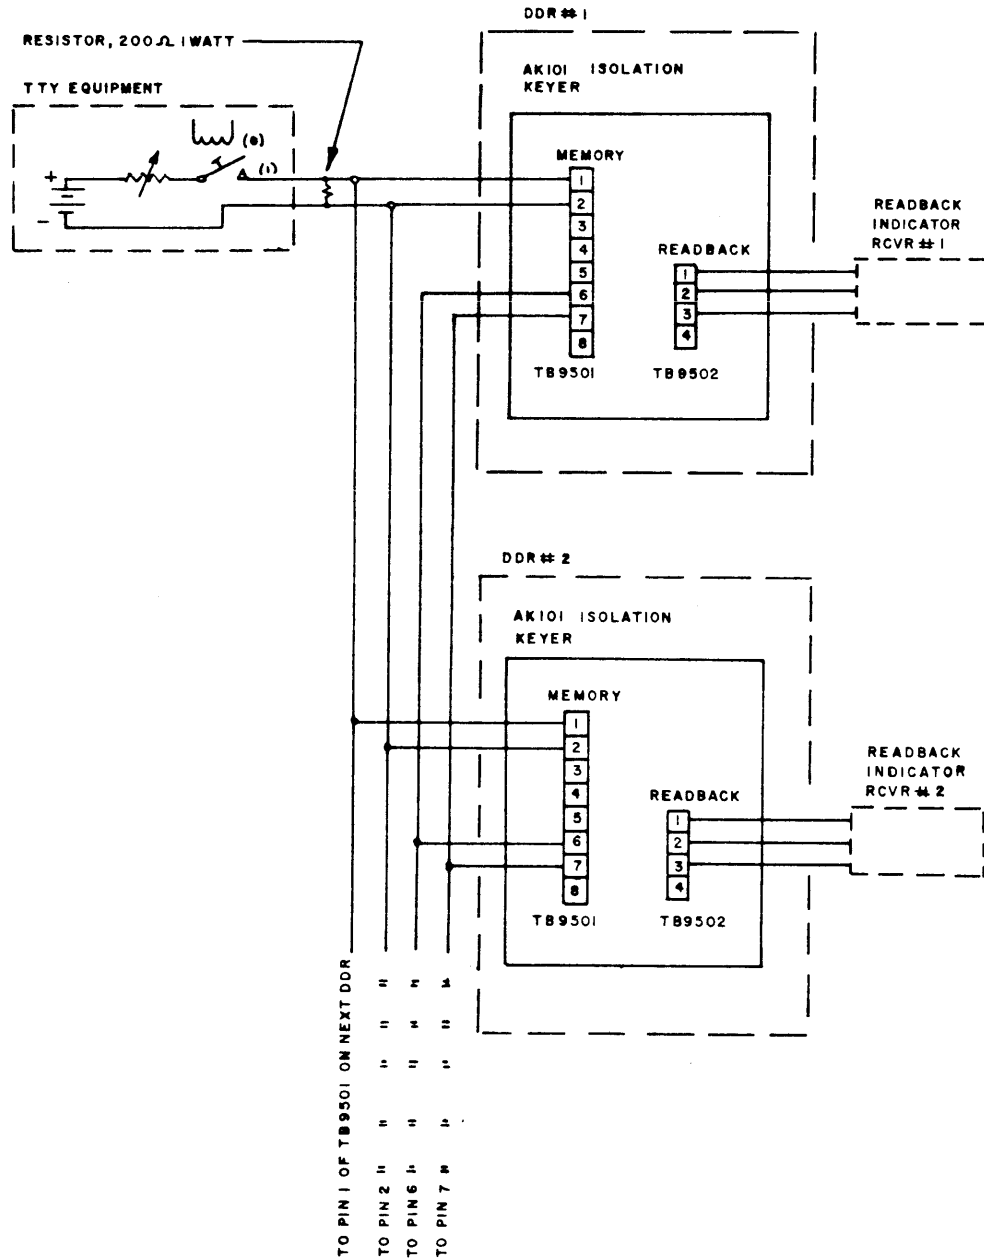 DDR # 1
RESISTOR, 200Ω 1 WATT
TTY EQUIPMENT
(0)
(1)
+
-
AK101 ISOLATION
KEYER
MEMORY
1
2
3
4
5
6
7
8
TB9501
READBACK
1
2
3
4
TB9502
READBACK
INDICATOR
RCVR # 1
DDR # 2
AK101 ISOLATION
KEYER
MEMORY
1
2
3
4
5
6
7
8
TB9501
READBACK
1
2
3
4
TB9502
READBACK
INDICATOR
RCVR # 2
TO PIN 1 OF TB9501 ON NEXT DDR
TO PIN 2 " " " " "
TO PIN 6 " " " " "
TO PIN 7 " " " " "